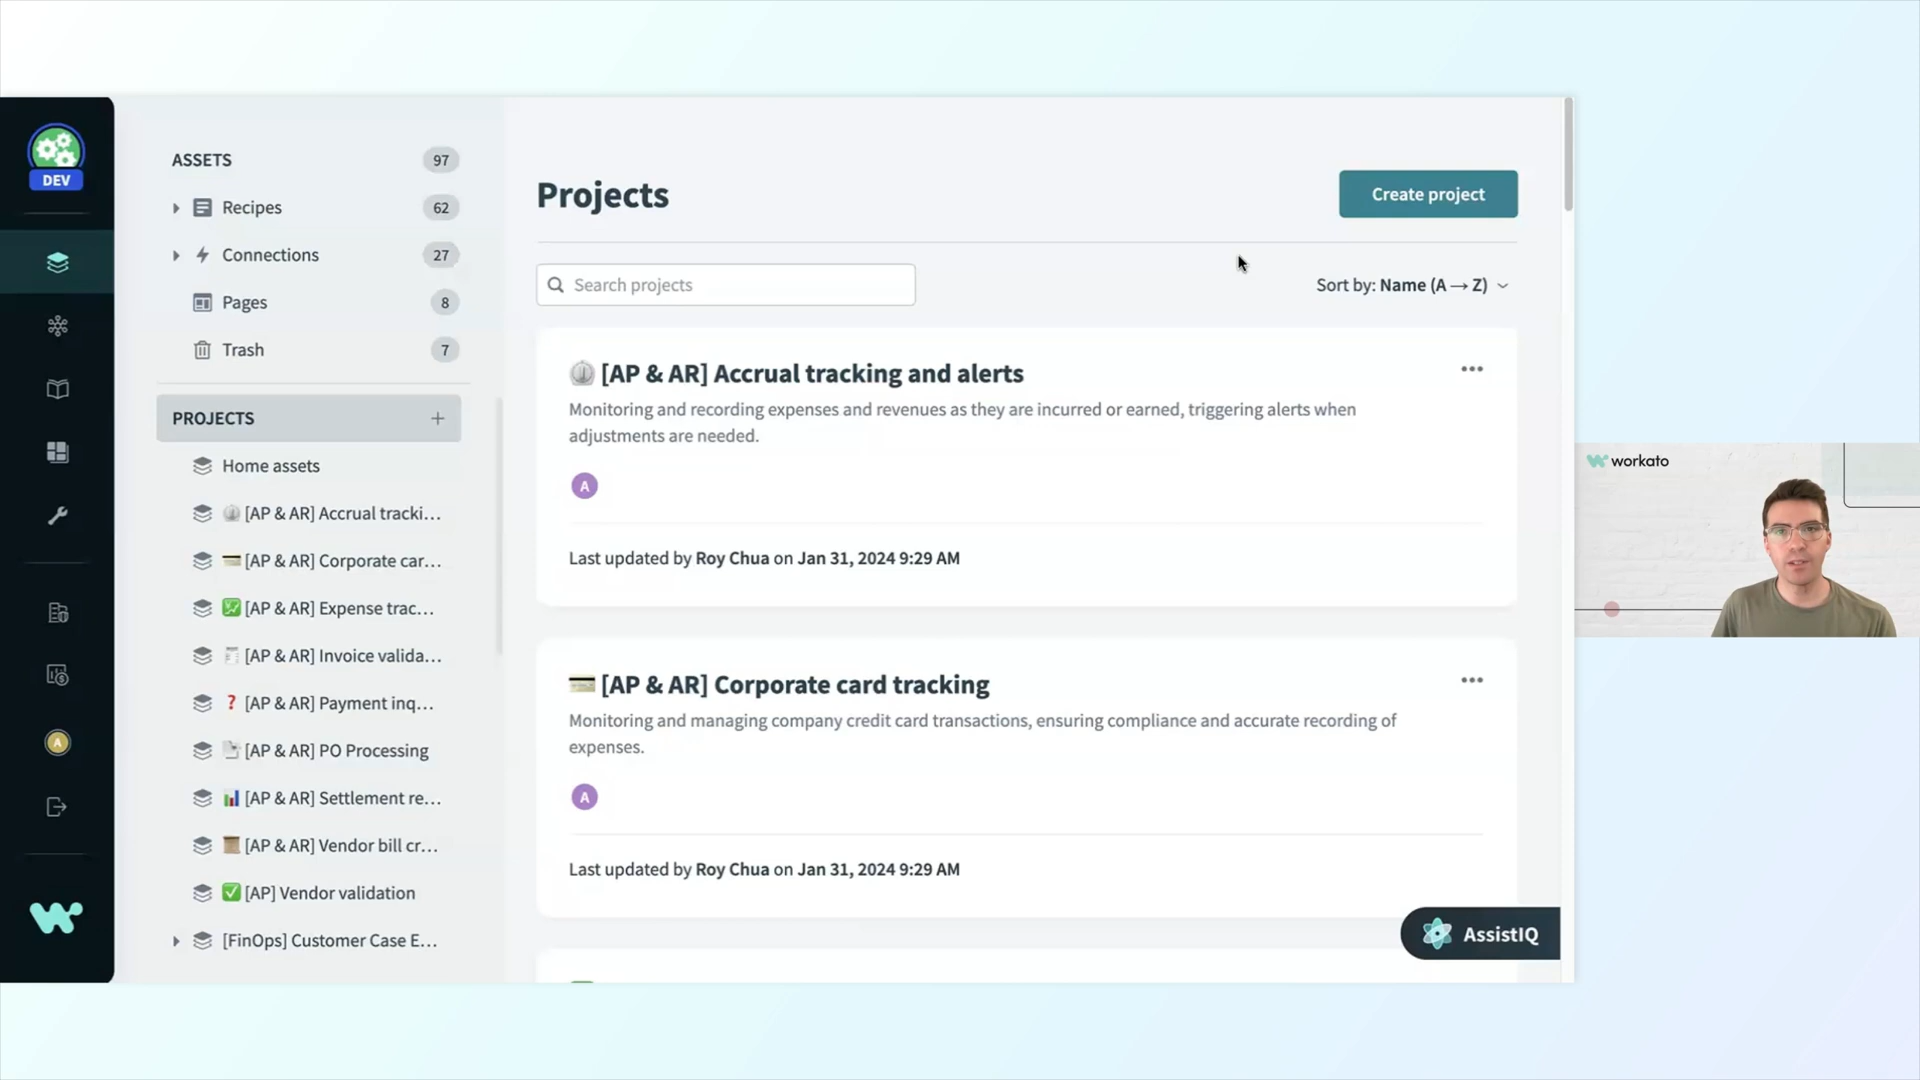 DEV
ASSETS 97
Recipes 62
Connections 27
Pages 8
Trash 7
PROJECTS
Home assets
[AP & AR] Accrual tracki...
[AP & AR] Corporate car...
[AP & AR] Expense trac...
[AP & AR] Invoice valida...
[AP & AR] Payment inq...
[AP & AR] PO Processing
[AP & AR] Settlement re...
[AP & AR] Vendor bill cr...
[AP] Vendor validation
[FinOps] Customer Case E...
A
Projects
Create project
Search projects
Sort by: Name (A → Z)
[AP & AR] Accrual tracking and alerts
Monitoring and recording expenses and revenues as they are incurred or earned, triggering alerts when
adjustments are needed.
A
Last updated by Roy Chua on Jan 31, 2024 9:29 AM
[AP & AR] Corporate card tracking
Monitoring and managing company credit card transactions, ensuring compliance and accurate recording of
expenses.
A
Last updated by Roy Chua on Jan 31, 2024 9:29 AM
AssistIQ
workato